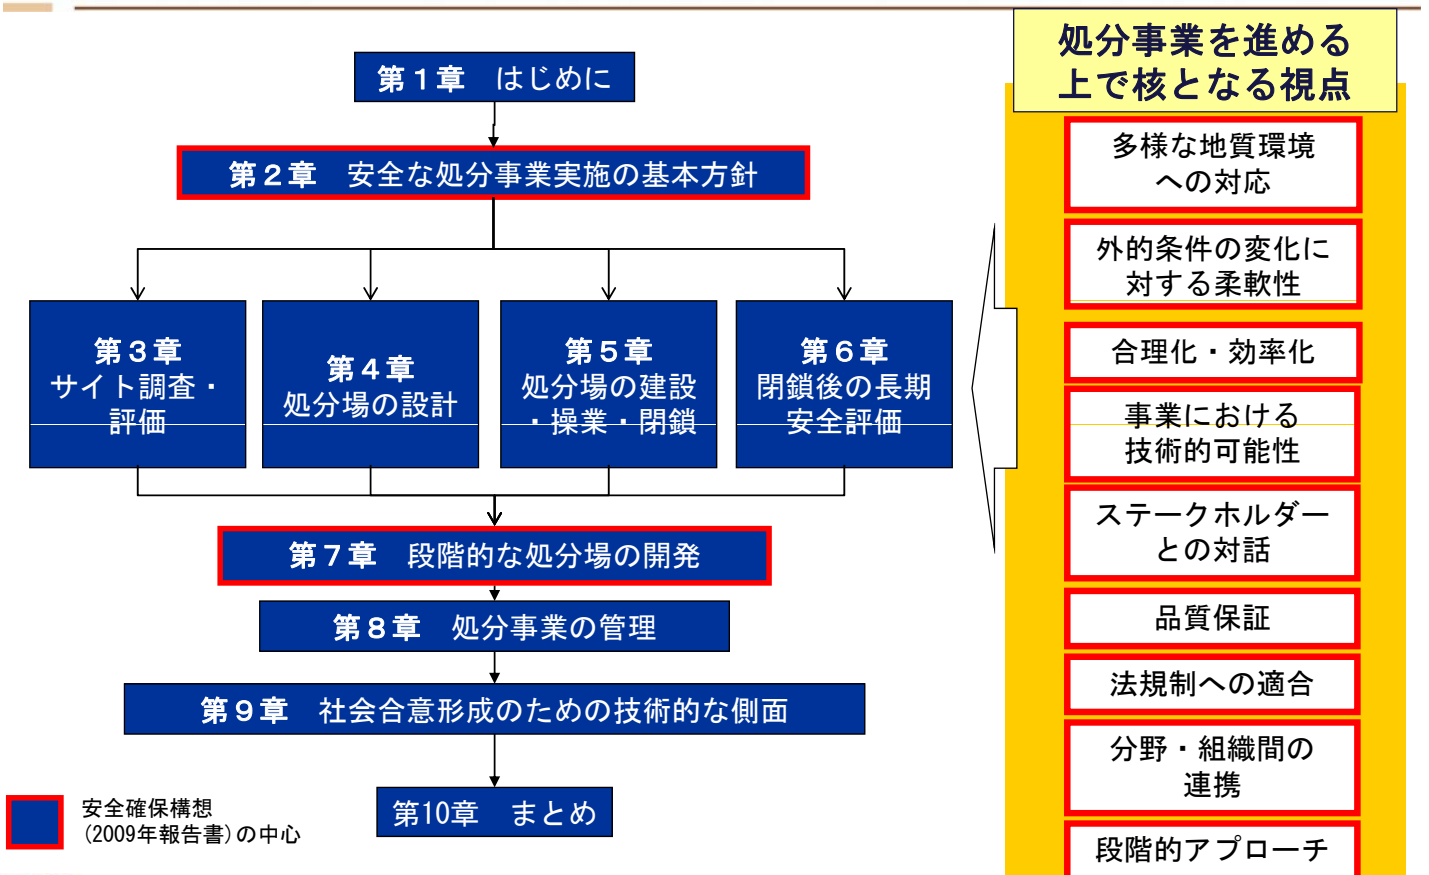 第１章　はじめに
第２章　安全な処分事業実施の基本方針
第３章
サイト調査・
評価
第４章
処分場の設計
第５章
処分場の建設
・操業・閉鎖
第６章
閉鎖後の長期
安全評価
第７章　段階的な処分場の開発
第８章　処分事業の管理
第９章　社会合意形成のための技術的な側面
第10章　まとめ
安全確保構想
(2009年報告書)の中心
処分事業を進める
上で核となる視点
多様な地質環境
への対応
外的条件の変化に
対する柔軟性
合理化・効率化
事業における
技術的可能性
ステークホルダー
との対話
品質保証
法規制への適合
分野・組織間の
連携
段階的アプローチ